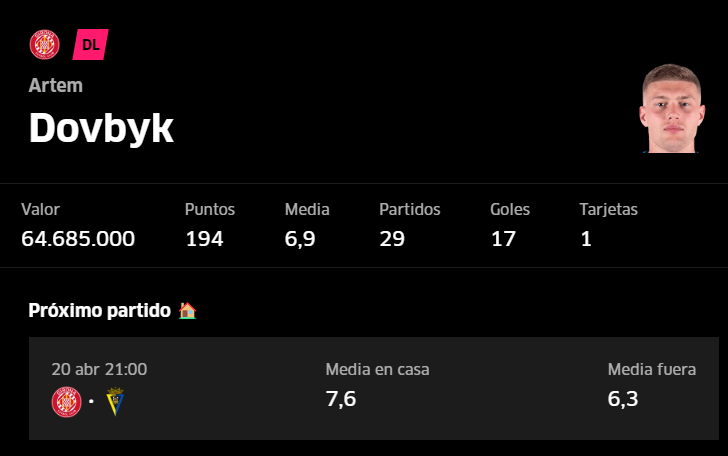 DL
Artem
Dovbyk
Valor Puntos Media Partidos Goles Tarjetas
64.685.000 194 6,9 29 17 1
Próximo partido
20 abr 21:00 Media en casa Media fuera
7,6 6,3